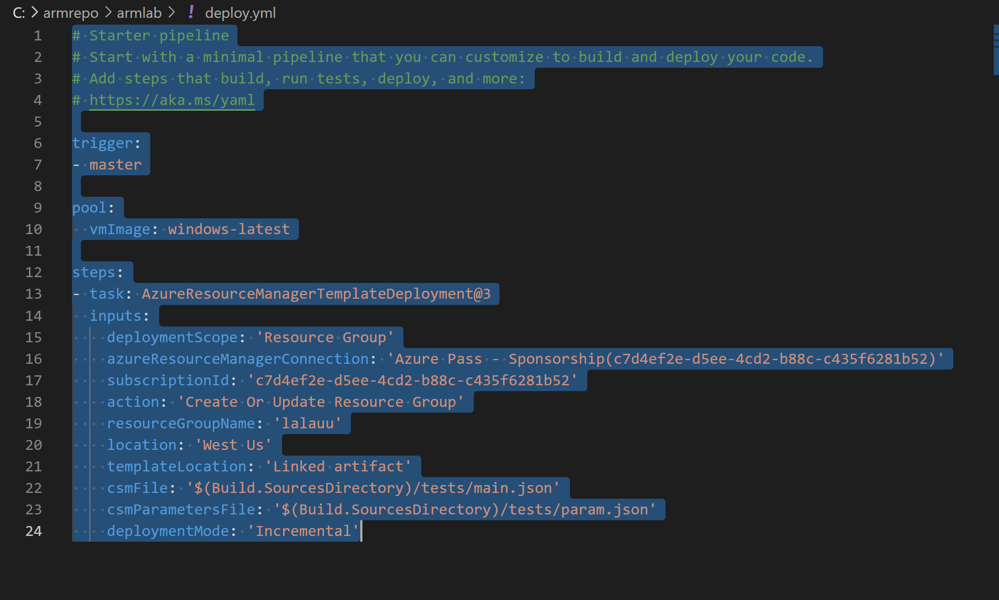 C: > armrepo > armlab > ! deploy.yml
1 # Starter pipeline
2 # Start with a minimal pipeline that you can customize to build and deploy your code.
3 # Add steps that build, run tests, deploy, and more:
4 # https://aka.ms/yaml
5
6 trigger:
7 - master
8
9 pool:
10   vmImage: windows-latest
11
12 steps:
13 - task: AzureResourceManagerTemplateDeployment@3
14   inputs:
15     deploymentScope: 'Resource Group'
16     azureResourceManagerConnection: 'Azure Pass - Sponsorship(c7d4ef2e-d5ee-4cd2-b88c-c435f6281b52)'
17     subscriptionId: 'c7d4ef2e-d5ee-4cd2-b88c-c435f6281b52'
18     action: 'Create Or Update Resource Group'
19     resourceGroupName: 'lalauu'
20     location: 'West Us'
21     templateLocation: 'Linked artifact'
22     csmFile: '$(Build.SourcesDirectory)/tests/main.json'
23     csmParametersFile: '$(Build.SourcesDirectory)/tests/param.json'
24     deploymentMode: 'Incremental'